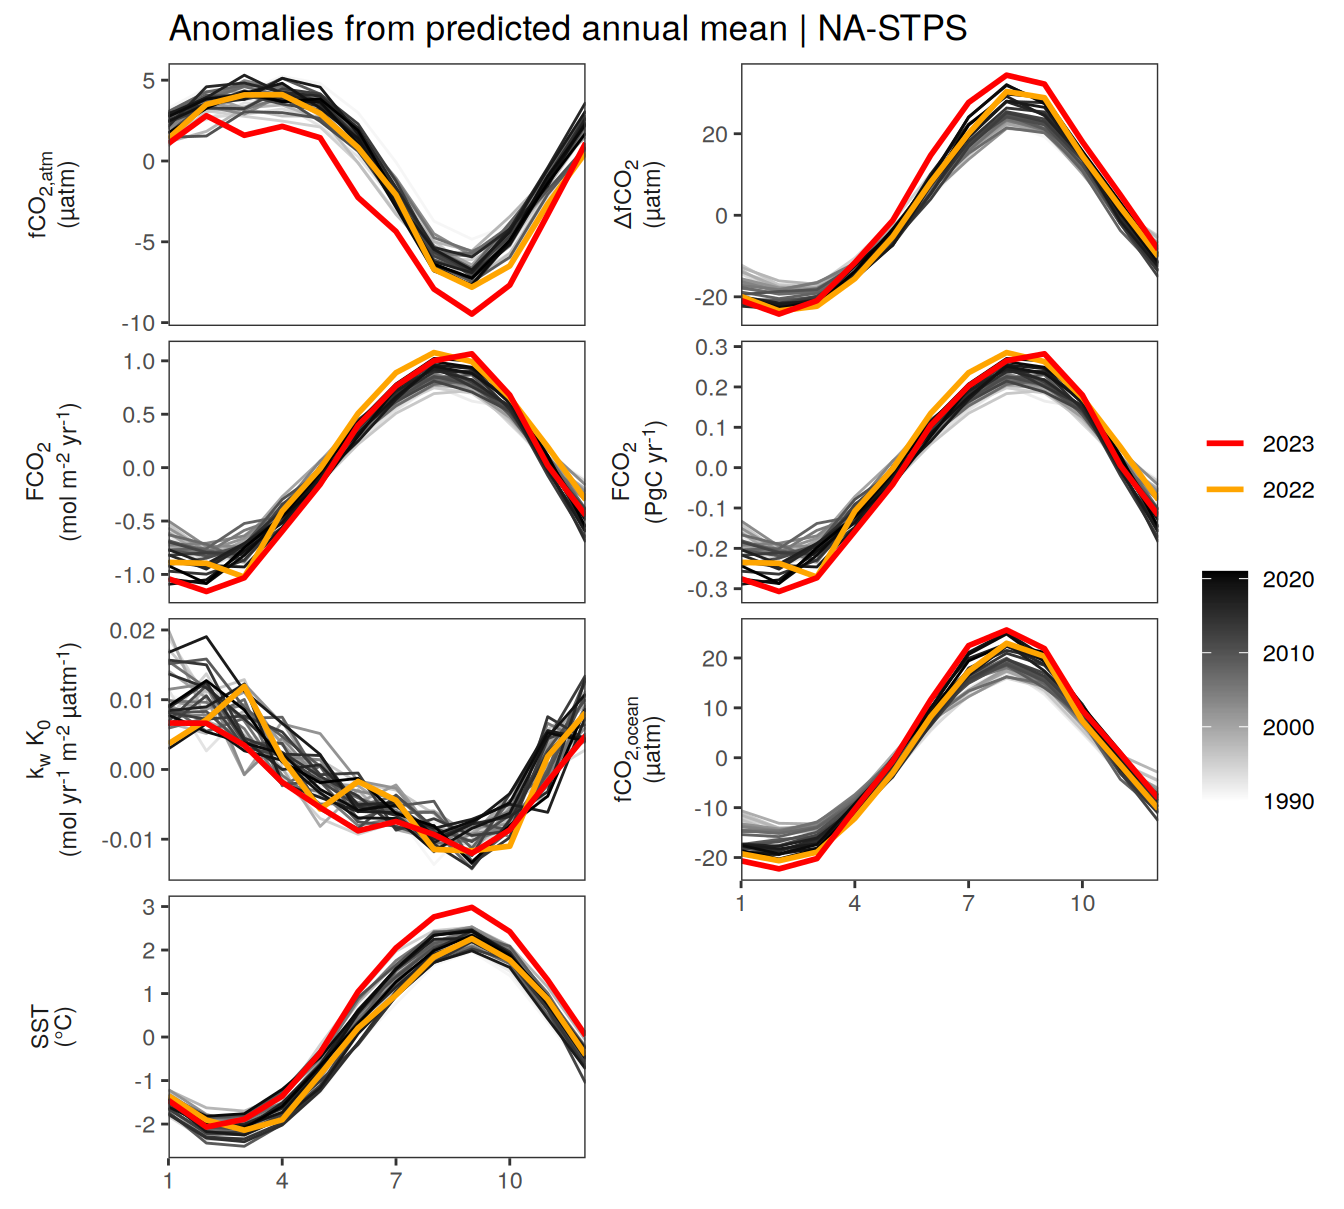 Anomalies from predicted annual mean | NA-STPS
fCO2,atm
(µatm)
5
0
-5
-10
ΔfCO2
(µatm)
20
0
-20
FCO2
(mol m-2 yr-1)
1.0
0.5
0.0
-0.5
-1.0
FCO2
(PgC yr-1)
0.3
0.2
0.1
0.0
-0.1
-0.2
-0.3
kw K0
(mol yr-1 m-2 µatm-1)
0.02
0.01
0.00
-0.01
fCO2,ocean
(µatm)
20
10
0
-10
-20
1 4 7 10
SST
(°C)
3
2
1
0
-1
-2
1 4 7 10
2023
2022
2020
2010
2000
1990